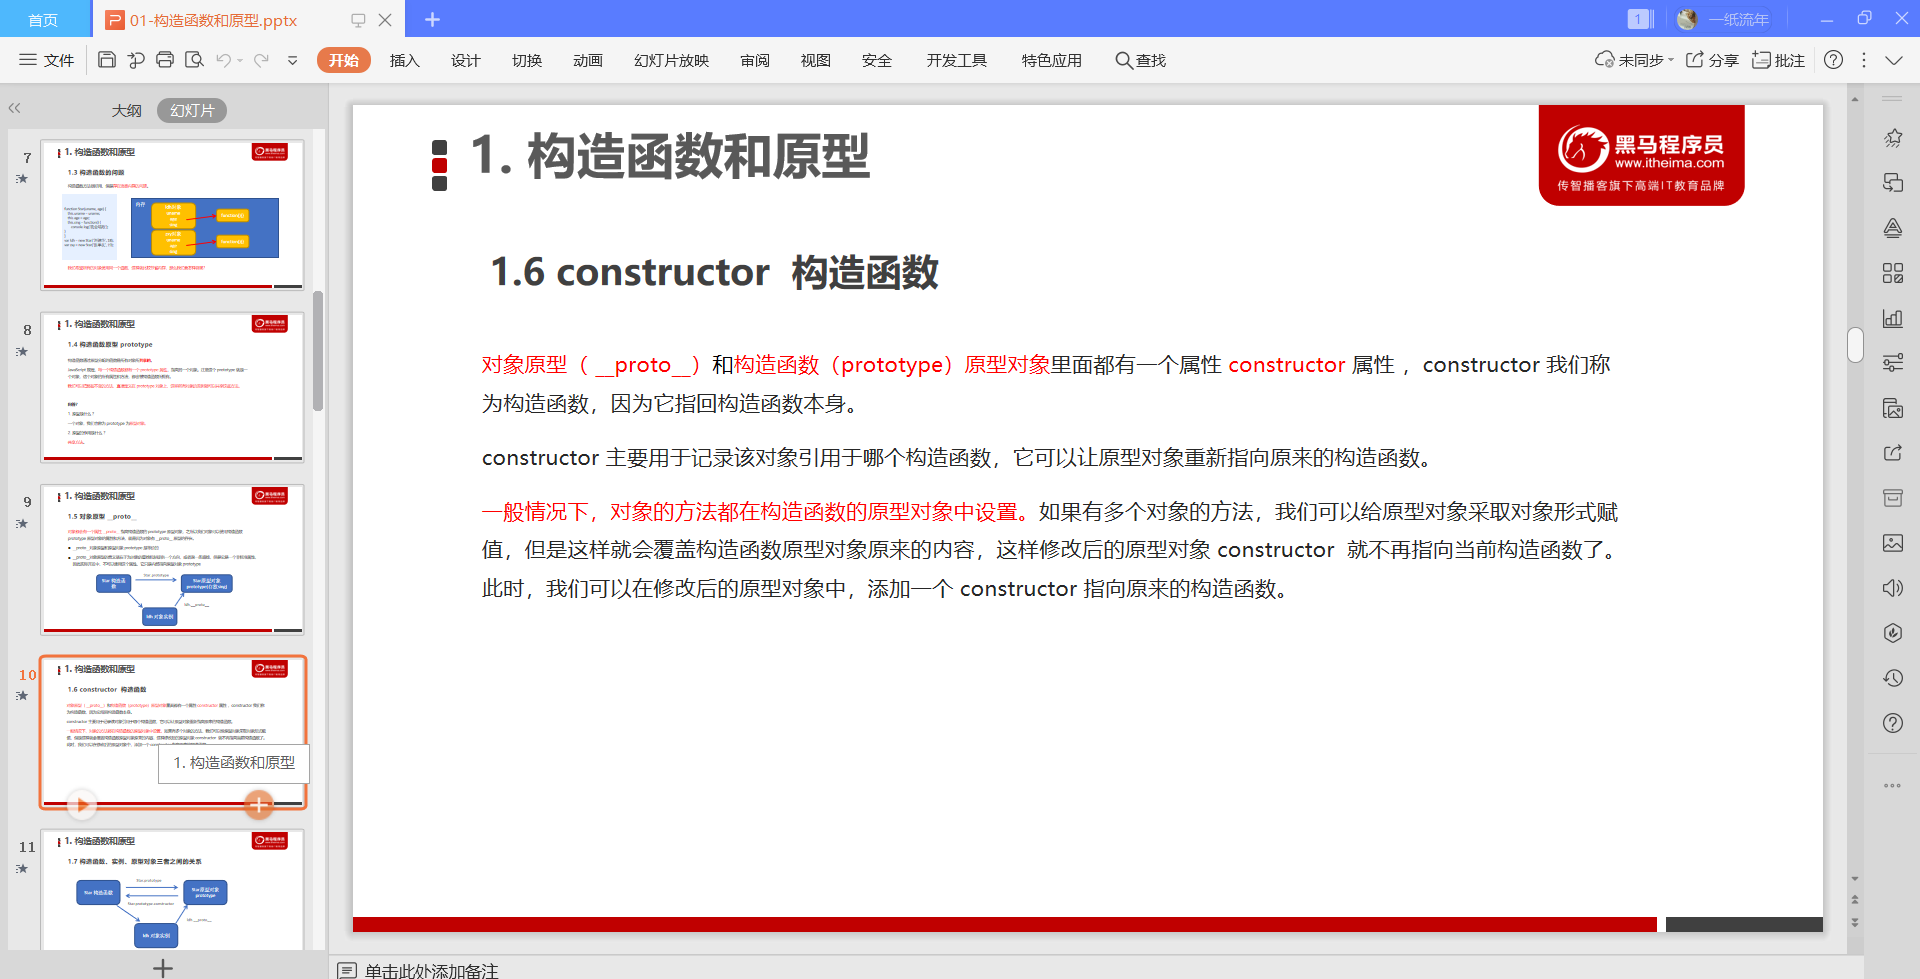 首页
01-构造函数和原型.pptx
1
一纸流年
文件
开始
插入
设计
切换
动画
幻灯片放映
审阅
视图
安全
开发工具
特色应用
查找
未同步
分享
批注
大纲
幻灯片
7
1. 构造函数和原型
1.3 构造函数的问题
8
1. 构造函数和原型
1.4 构造函数原型 prototype
9
1. 构造函数和原型
1.5 对象原型 __proto__
10
1. 构造函数和原型
1.6 constructor 构造函数
1. 构造函数和原型
11
1. 构造函数和原型
1.7 构造函数、实例、原型对象三者之间的关系
1. 构造函数和原型
黑马程序员
www.itheima.com
传智播客旗下高端IT教育品牌
1.6 constructor 构造函数
对象原型（ __proto__）和构造函数（prototype）原型对象里面都有一个属性 constructor 属性 ，constructor 我们称
为构造函数，因为它指回构造函数本身。
constructor 主要用于记录该对象引用于哪个构造函数，它可以让原型对象重新指向原来的构造函数。
一般情况下，对象的方法都在构造函数的原型对象中设置。如果有多个对象的方法，我们可以给原型对象采取对象形式赋
值，但是这样就会覆盖构造函数原型对象原来的内容，这样修改后的原型对象 constructor 就不再指向当前构造函数了。
此时，我们可以在修改后的原型对象中，添加一个 constructor 指向原来的构造函数。
单击此处添加备注